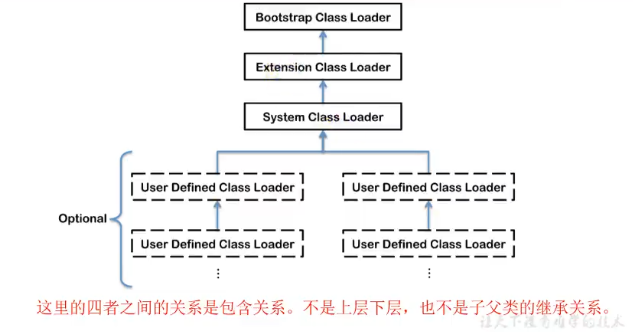 Bootstrap Class Loader
Extension Class Loader
System Class Loader
User Defined Class Loader
User Defined Class Loader
Optional
User Defined Class Loader
User Defined Class Loader
这里的四者之间的关系是包含关系。不是上层下层，也不是子父类的继承关系。